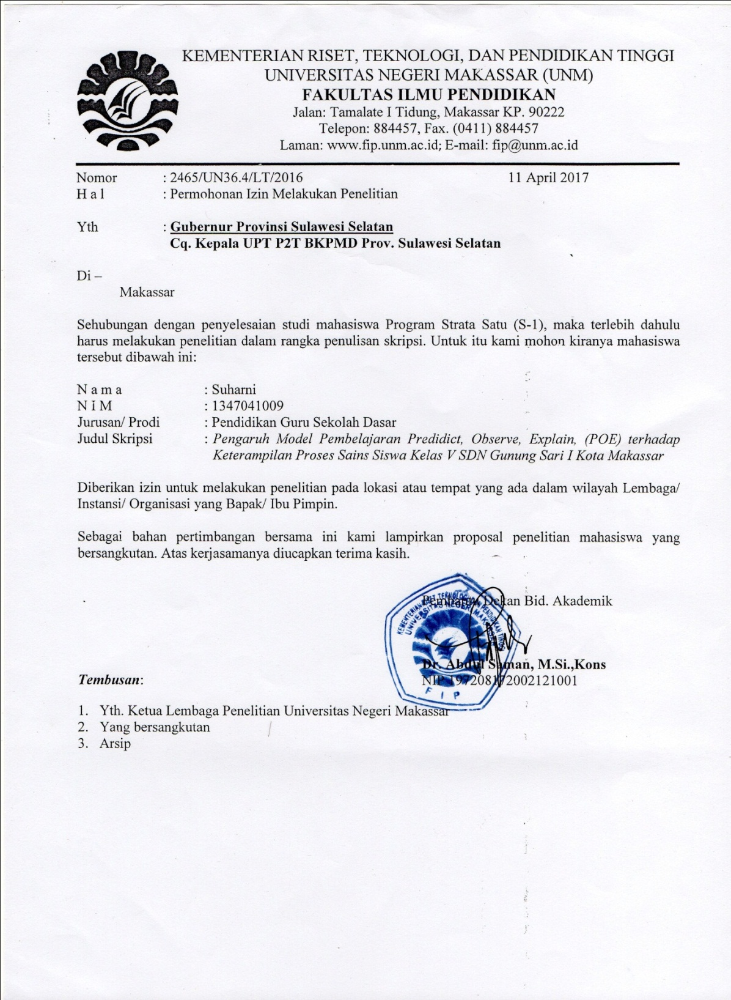 KEMENTERIAN RISET, TEKNOLOGI, DAN PENDIDIKAN TINGGI
UNIVERSITAS NEGERI MAKASSAR (UNM)
FAKULTAS ILMU PENDIDIKAN
Jalan: Tamalate I Tidung, Makassar KP. 90222
Telepon: 884457, Fax. (0411) 884457
Laman: www.fip.unm.ac.id; E-mail: fip@unm.ac.id
Nomor : 2465/UN36.4/LT/2016 11 April 2017
H a l : Permohonan Izin Melakukan Penelitian
Yth : Gubernur Provinsi Sulawesi Selatan
Cq. Kepala UPT P2T BKPMD Prov. Sulawesi Selatan
Di –
Makassar
Sehubungan dengan penyelesaian studi mahasiswa Program Strata Satu (S-1), maka terlebih dahulu
harus melakukan penelitian dalam rangka penulisan skripsi. Untuk itu kami mohon kiranya mahasiswa
tersebut dibawah ini:
N a m a : Suharni
N I M : 1347041009
Jurusan/ Prodi : Pendidikan Guru Sekolah Dasar
Judul Skripsi : Pengaruh Model Pembelajaran Predidict, Observe, Explain, (POE) terhadap
Keterampilan Proses Sains Siswa Kelas V SDN Gunung Sari I Kota Makassar
Diberikan izin untuk melakukan penelitian pada lokasi atau tempat yang ada dalam wilayah Lembaga/
Instansi/ Organisasi yang Bapak/ Ibu Pimpin.
Sebagai bahan pertimbangan bersama ini kami lampirkan proposal penelitian mahasiswa yang
bersangkutan. Atas kerjasamanya diucapkan terima kasih.
Pembantu Dekan Bid. Akademik
KEMENTERIAN RISET TEKNOLOGI DAN PENDIDIKAN TINGGI
UNIVERSITAS NEGERI MAKASSAR
F I P
Dr. Abdul Saman, M.Si.,Kons
NIP 197208172002121001
Tembusan:
1. Yth. Ketua Lembaga Penelitian Universitas Negeri Makassar
2. Yang bersangkutan
3. Arsip